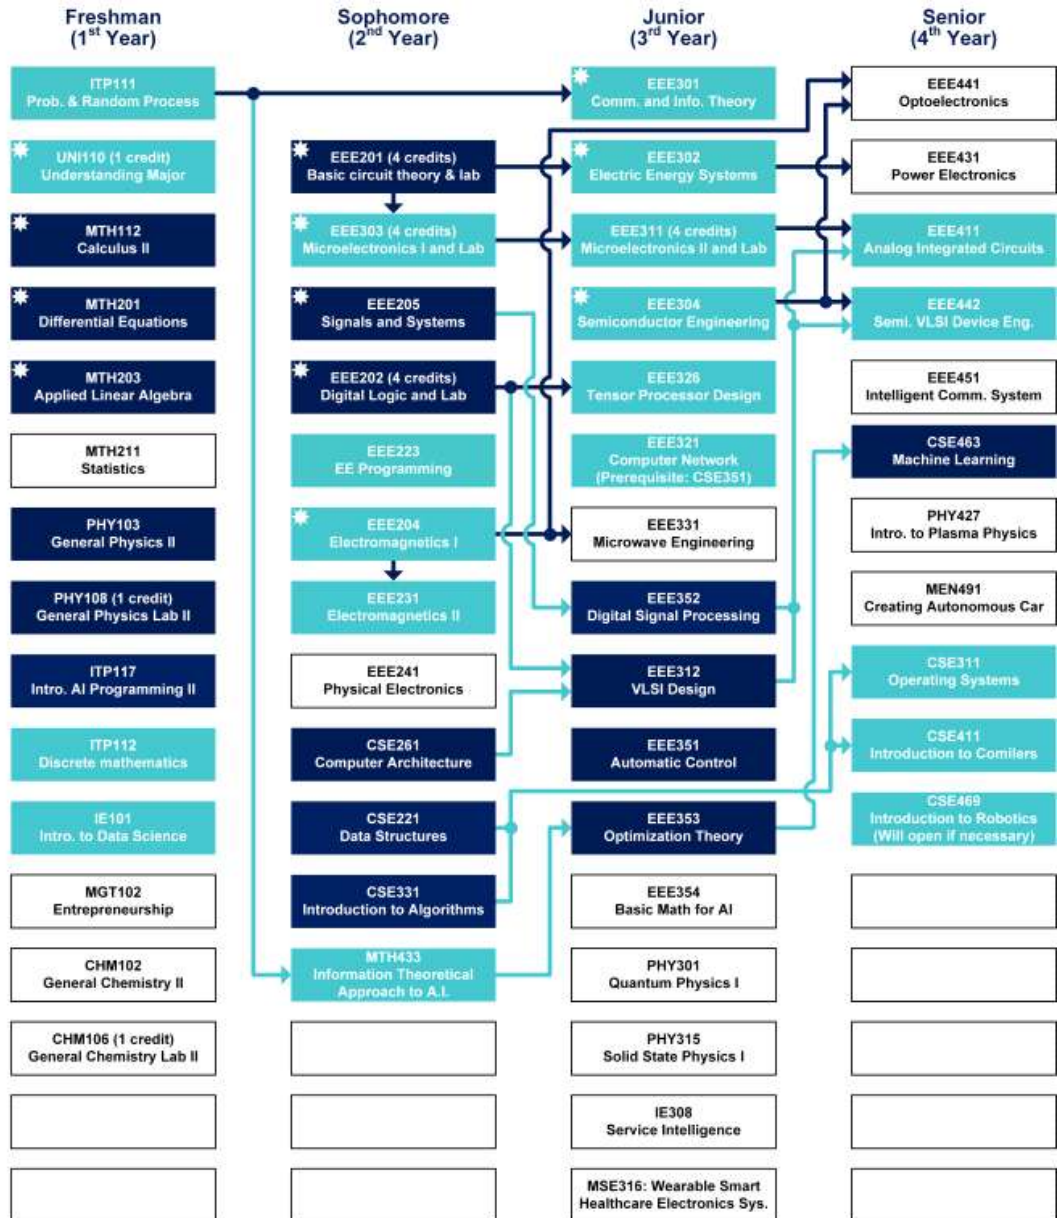 Freshman
(1st Year)
ITP111
Prob. & Random Process
UNI110 (1 credit)
Understanding Major
MTH112
Calculus II
MTH201
Differential Equations
MTH203
Applied Linear Algebra
MTH211
Statistics
PHY103
General Physics II
PHY108 (1 credit)
General Physics Lab II
ITP117
Intro. AI Programming II
ITP112
Discrete mathematics
IE101
Intro. to Data Science
MGT102
Entrepreneurship
CHM102
General Chemistry II
CHM106 (1 credit)
General Chemistry Lab II
Sophomore
(2nd Year)
EEE201 (4 credits)
Basic circuit theory & lab
EEE303 (4 credits)
Microelectronics I and Lab
EEE205
Signals and Systems
EEE202 (4 credits)
Digital Logic and Lab
EEE223
EE Programming
EEE204
Electromagnetics I
EEE231
Electromagnetics II
EEE241
Physical Electronics
CSE261
Computer Architecture
CSE221
Data Structures
CSE331
Introduction to Algorithms
MTH433
Information Theoretical
Approach to A.I.
Junior
(3rd Year)
EEE301
Comm. and Info. Theory
EEE302
Electric Energy Systems
EEE311 (4 credits)
Microelectronics II and Lab
EEE304
Semiconductor Engineering
EEE326
Tensor Processor Design
EEE321
Computer Network
(Prerequisite: CSE351)
EEE331
Microwave Engineering
EEE352
Digital Signal Processing
EEE312
VLSI Design
EEE351
Automatic Control
EEE353
Optimization Theory
EEE354
Basic Math for AI
PHY301
Quantum Physics I
PHY315
Solid State Physics I
IE308
Service Intelligence
MSE316: Wearable Smart
Healthcare Electronics Sys.
Senior
(4th Year)
EEE441
Optoelectronics
EEE431
Power Electronics
EEE411
Analog Integrated Circuits
EEE442
Semi. VLSI Device Eng.
EEE451
Intelligent Comm. System
CSE463
Machine Learning
PHY427
Intro. to Plasma Physics
MEN491
Creating Autonomous Car
CSE311
Operating Systems
CSE411
Introduction to Comilers
CSE469
Introduction to Robotics
(Will open if necessary)